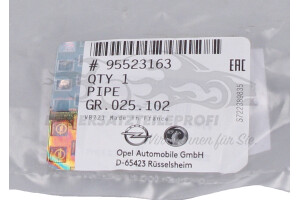 # 95523163
EAC
QTY 1
PIPE
GR.025.102
Made in France
Opel Automobile GmbH
D-65423 Rüsselsheim